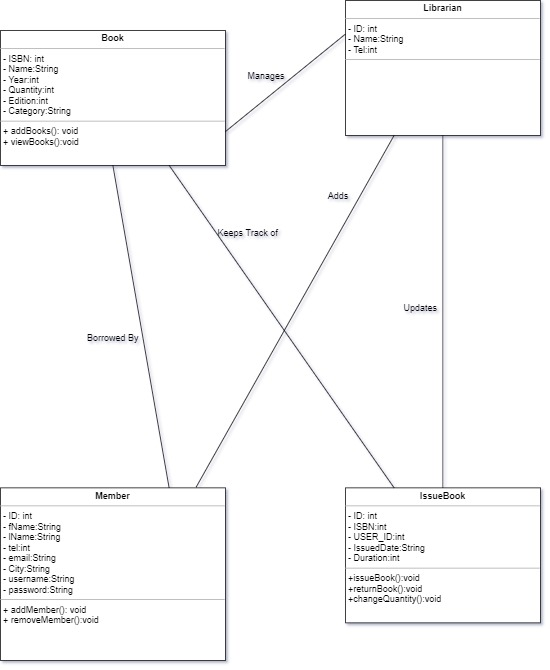 Book
- ISBN: int
- Name:String
- Year:int
- Quantity:int
- Edition:int
- Category:String
+ addBooks(): void
+ viewBooks():void
Librarian
- ID: int
- Name:String
- Tel:int
Manages
Adds
Keeps Track of
Updates
Borrowed By
Member
- ID: int
- fName:String
- lName:String
- tel:int
- email:String
- City:String
- username:String
- password:String
+ addMember(): void
+ removeMember():void
IssueBook
- ID: int
- ISBN:int
- USER_ID:int
- IssuedDate:String
- Duration:int
+issueBook():void
+returnBook():void
+changeQuantity():void